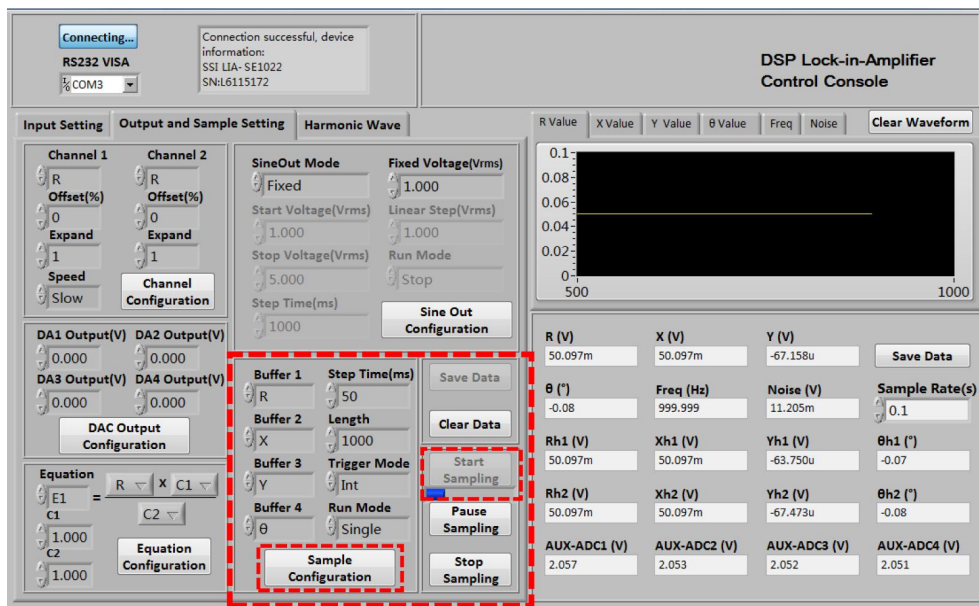 Connecting...
RS232 VISA
COM3
Connection successful, device
information:
SSI LIA- SE1022
SN:L6115172
DSP Lock-in-Amplifier
Control Console
Input Setting
Output and Sample Setting
Harmonic Wave
Channel 1
Channel 2
R
R
Offset(%)
Offset(%)
0
0
Expand
Expand
1
1
Speed
Slow
Channel
Configuration
DA1 Output(V)
DA2 Output(V)
0.000
0.000
DA3 Output(V)
DA4 Output(V)
0.000
0.000
DAC Output
Configuration
Equation
E1
=
R
X
C1
C2
C1
1.000
C2
1.000
Equation
Configuration
SineOut Mode
Fixed Voltage(Vrms)
Fixed
1.000
Start Voltage(Vrms)
Linear Step(Vrms)
1.000
1.000
Stop Voltage(Vrms)
Run Mode
5.000
Stop
Step Time(ms)
1000
Sine Out
Configuration
Buffer 1
Step Time(ms)
R
50
Buffer 2
Length
X
1000
Buffer 3
Trigger Mode
Y
Int
Buffer 4
Run Mode
θ
Single
Sample
Configuration
Save Data
Clear Data
Start
Sampling
Pause
Sampling
Stop
Sampling
R Value
X Value
Y Value
θ Value
Freq
Noise
Clear Waveform
0.1
0.08
0.06
0.04
0.02
0
500
1000
R (V)
X (V)
Y (V)
50.097m
50.097m
-67.158u
Save Data
θ (°)
Freq (Hz)
Noise (V)
Sample Rate(s)
-0.08
999.999
11.205m
0.1
Rh1 (V)
Xh1 (V)
Yh1 (V)
θh1 (°)
50.097m
50.097m
-63.750u
-0.07
Rh2 (V)
Xh2 (V)
Yh2 (V)
θh2 (°)
50.097m
50.097m
-67.473u
-0.08
AUX-ADC1 (V)
AUX-ADC2 (V)
AUX-ADC3 (V)
AUX-ADC4 (V)
2.057
2.053
2.052
2.051